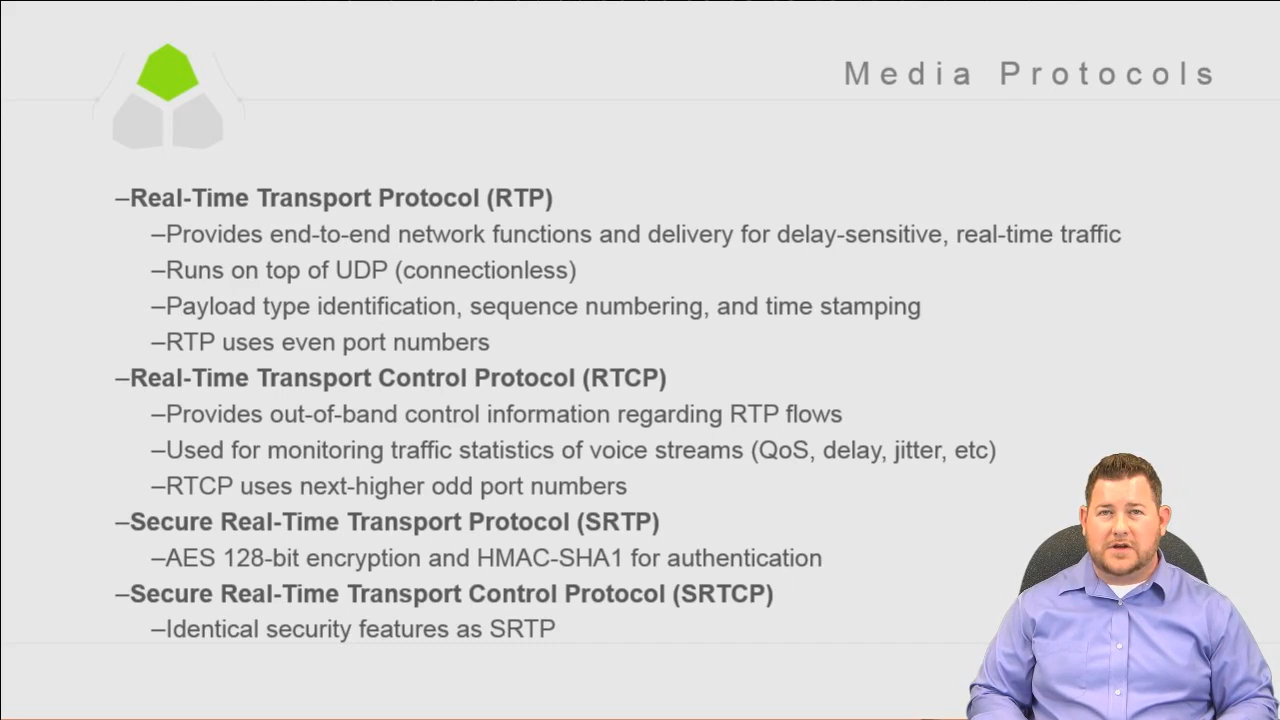 Media Protocols
–Real-Time Transport Protocol (RTP)
–Provides end-to-end network functions and delivery for delay-sensitive, real-time traffic
–Runs on top of UDP (connectionless)
–Payload type identification, sequence numbering, and time stamping
–RTP uses even port numbers
–Real-Time Transport Control Protocol (RTCP)
–Provides out-of-band control information regarding RTP flows
–Used for monitoring traffic statistics of voice streams (QoS, delay, jitter, etc)
–RTCP uses next-higher odd port numbers
–Secure Real-Time Transport Protocol (SRTP)
–AES 128-bit encryption and HMAC-SHA1 for authentication
–Secure Real-Time Transport Control Protocol (SRTCP)
–Identical security features as SRTP